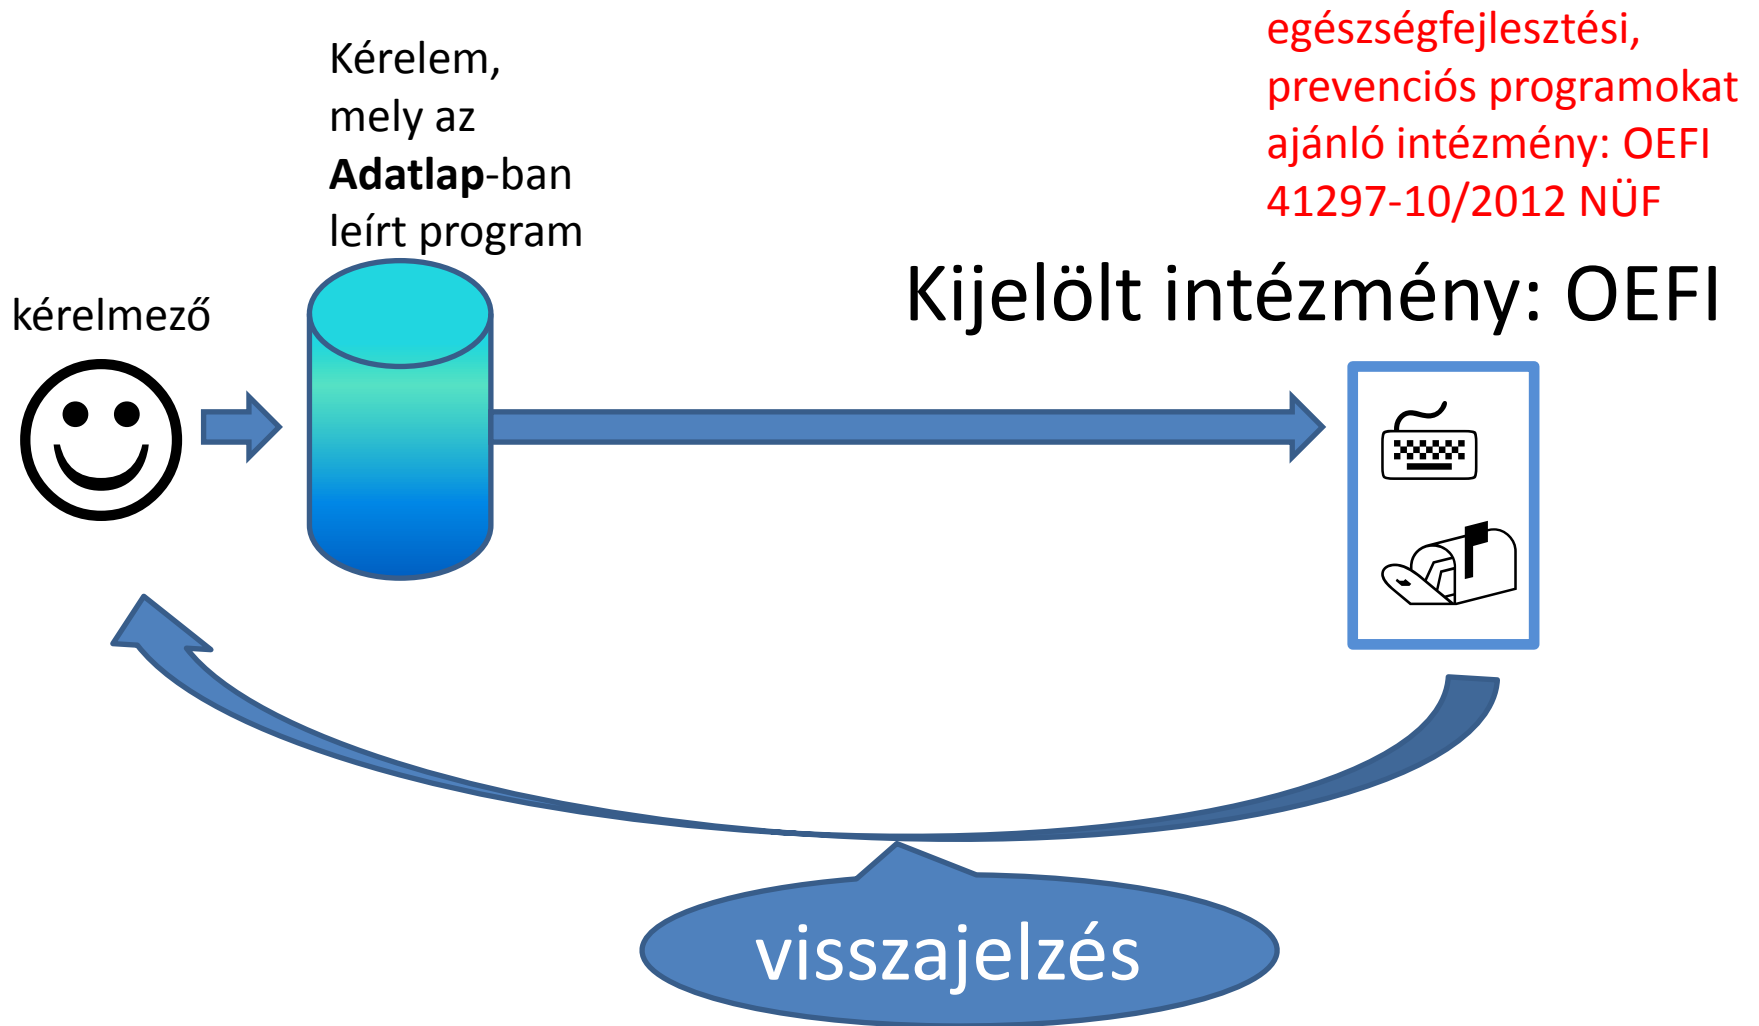 Kérelem,
mely az
Adatlap-ban
leírt program
egészségfejlesztési,
prevenciós programokat
ajánló intézmény: OEFI
41297-10/2012 NÜF
Kijelölt intézmény: OEFI
kérelmező
visszajelzés